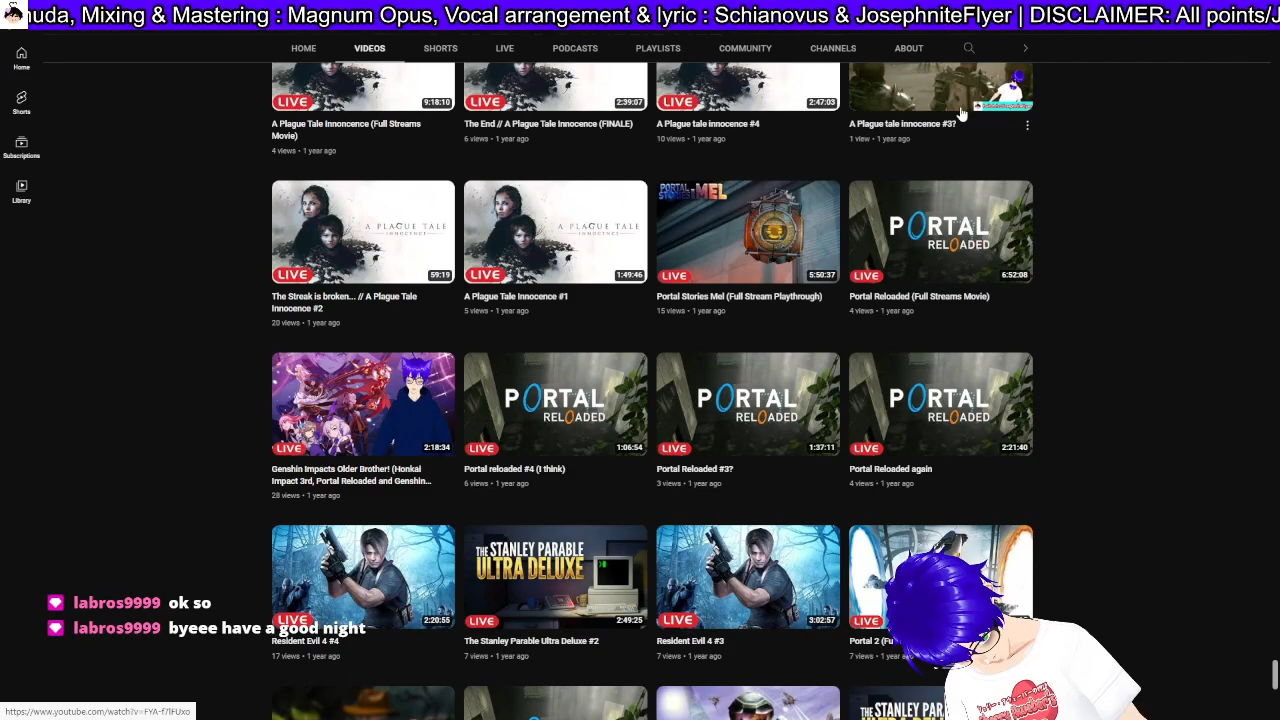 huda, Mixing & Mastering : Magnum Opus, Vocal arrangement & lyric : Schianovus & JosephniteFlyer | DISCLAIMER: All points/
HOME VIDEOS SHORTS LIVE PODCASTS PLAYLISTS COMMUNITY CHANNELS ABOUT
Home
Shorts
Subscriptions
Library
LIVE 9:18:10
LIVE 2:39:07
LIVE 2:47:03
A Plague Tale Innoncence (Full Streams
Movie)
4 views • 1 year ago
The End // A Plague Tale Innocence (FINALE)
6 views • 1 year ago
A Plague tale innocence #4
10 views • 1 year ago
A Plague tale innocence #3?
1 view • 1 year ago
A PLAGUE TALE
INNOCENCE
LIVE 59:19
A PLAGUE TALE
INNOCENCE
LIVE 1:49:46
PORTAL
STORIES:MEL
LIVE 5:50:37
PORTAL
RELOADED
LIVE 6:52:08
The Streak is broken... // A Plague Tale
Innocence #2
20 views • 1 year ago
A Plague Tale Innocence #1
5 views • 1 year ago
Portal Stories Mel (Full Stream Playthrough)
15 views • 1 year ago
Portal Reloaded (Full Streams Movie)
4 views • 1 year ago
LIVE 2:18:34
PORTAL
RELOADED
LIVE 1:06:54
PORTAL
RELOADED
LIVE 1:37:11
PORTAL
RELOADED
LIVE 2:21:40
Genshin Impacts Older Brother! (Honkai
Impact 3rd, Portal Reloaded and Genshin...
28 views • 1 year ago
Portal reloaded #4 (I think)
6 views • 1 year ago
Portal Reloaded #3?
3 views • 1 year ago
Portal Reloaded again
4 views • 1 year ago
LIVE 2:20:55
THE STANLEY PARABLE
ULTRA DELUXE
LIVE 2:49:25
LIVE 3:02:57
LIVE
labros9999 ok so
labros9999 byeee have a good night
Resident Evil 4 #4
17 views • 1 year ago
The Stanley Parable Ultra Deluxe #2
7 views • 1 year ago
Resident Evil 4 #3
7 views • 1 year ago
Portal 2 (Fu
7 views • 1 year ago
THE STANLEY PAR
https://www.youtube.com/watch?v=FYA-f7lFUxo